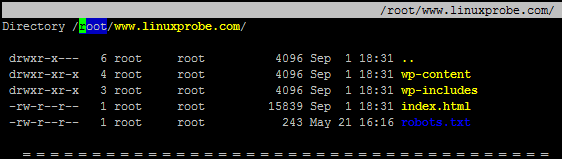 /root/www.linuxprobe.com/
Directory /root/www.linuxprobe.com/
drwxr-x--- 6 root root 4096 Sep 1 18:31 ..
drwxr-xr-x 4 root root 4096 Sep 1 18:31 wp-content
drwxr-xr-x 3 root root 4096 Sep 1 18:31 wp-includes
-rw-r--r-- 1 root root 15839 Sep 1 18:31 index.html
-rw-r--r-- 1 root root 243 May 21 16:16 robots.txt
= = = = = = = = = = = = = = = = = = = = = = = = = = = = = = = = = = =